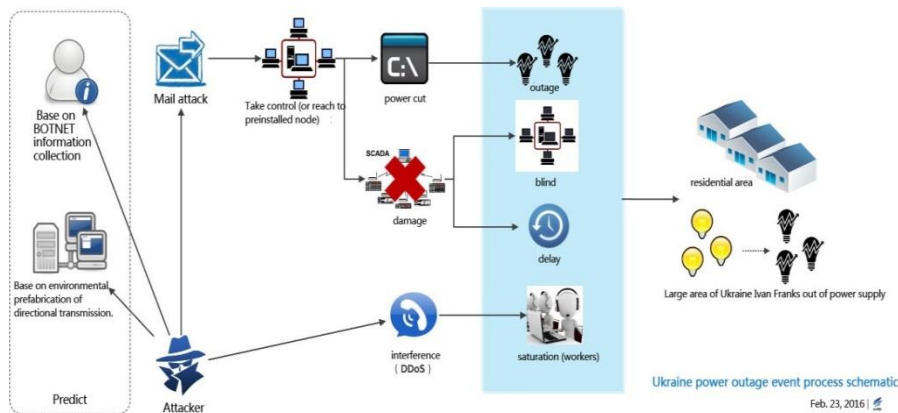 Base on
BOTNET
information
collection
Base on environmental
prefabrication of
directional transmission.
Predict
Mail attack
Attacker
Take control (or reach to
preinstalled node)
C:\
power cut
SCADA
damage
interference
( DDoS )
outage
blind
delay
saturation (workers)
residential area
Large area of Ukraine Ivan Franks out of power supply
Ukraine power outage event process schematic
Feb. 23, 2016 |